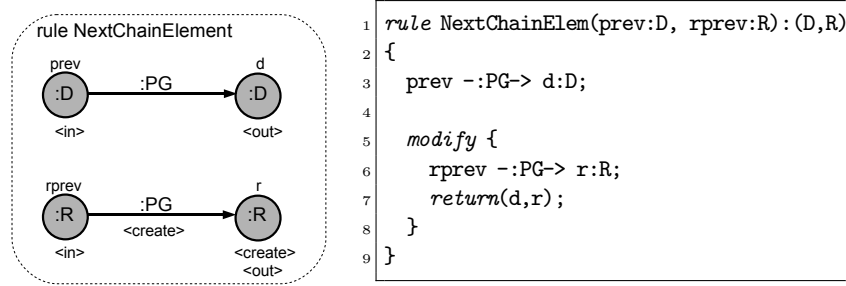 rule NextChainElement
prev d
:D :PG :D
<in> <out>
rprev r
:R :PG :R
<create>
<in> <create>
<out>
1 rule NextChainElem(prev:D, rprev:R):(D,R)
2 {
3 prev -:PG-> d:D;
4
5 modify {
6 rprev -:PG-> r:R;
7 return(d,r);
8 }
9 }